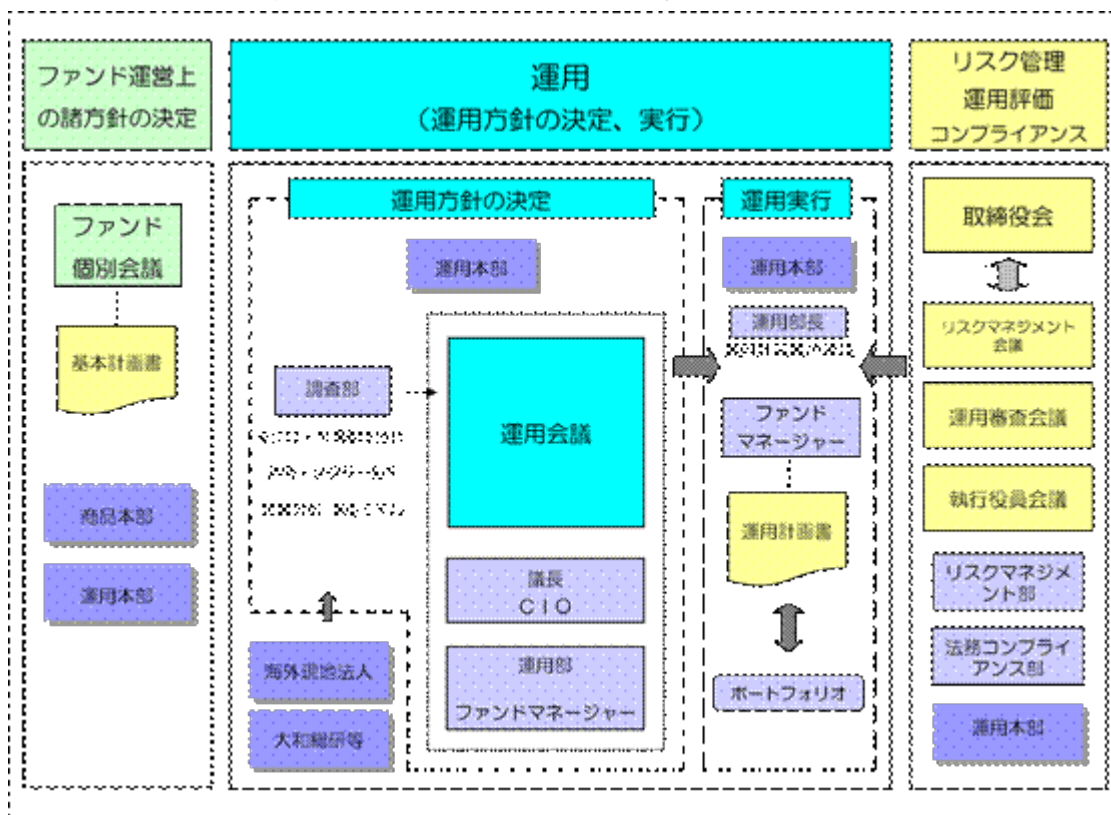 ファンド運営上
の諸方針の決定
運用
（運用方針の決定、実行）
リスク管理
運用評価
コンプライアンス
ファンド
個別会議
基本計画書
商品本部
運用本部
運用方針の決定
運用本部
調査部
運用会議
議長
ＣＩＯ
運用部
ファンドマネージャー
海外現地法人
大和総研等
運用実行
運用本部
運用部長
ファンド
マネージャー
運用計画書
ポートフォリオ
取締役会
リスクマネジメント
会議
運用審査会議
執行役員会議
リスクマネジメ
ント部
法務コンプライ
アンス部
運用本部